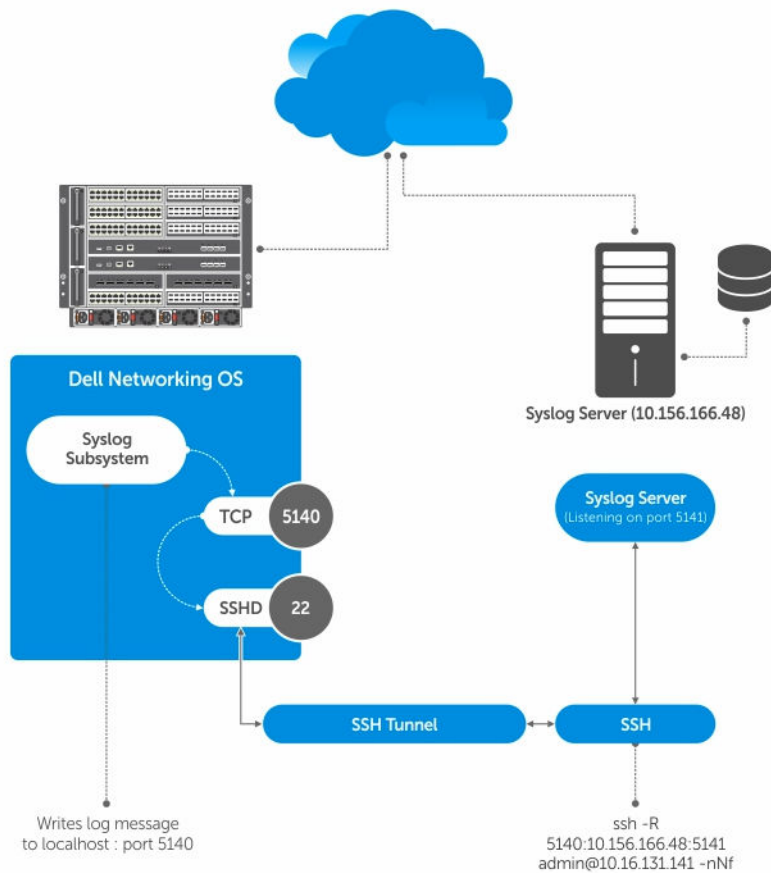 Syslog Server (10.156.166.48)
Dell Networking OS
Syslog
Subsystem
TCP
5140
SSHD
22
Syslog Server
(Listening on port 5141)
SSH Tunnel
SSH
Writes log message
to localhost : port 5140
ssh -R
5140:10.156.166.48:5141
admin@10.16.131.141 -nNf